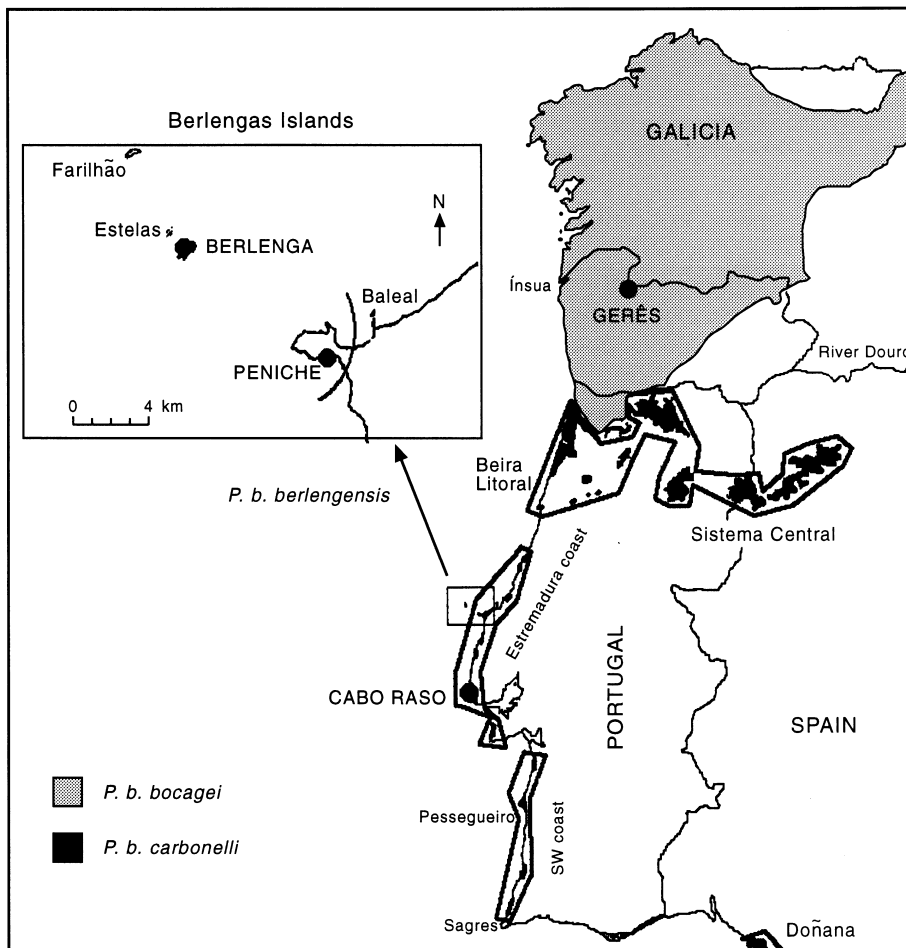 Berlengas Islands
Farilhão
Estelas
BERLENGA
N
Baleal
PENICHE
0 4 km
P. b. berlengensis
GALICIA
Ínsua
GERÊS
River Douro
Beira
Litoral
Sistema Central
Estremadura coast
CABO RASO
PORTUGAL
SPAIN
P. b. bocagei
P. b. carbonelli
Pessegueiro
SW coast
Sagres
Doñana